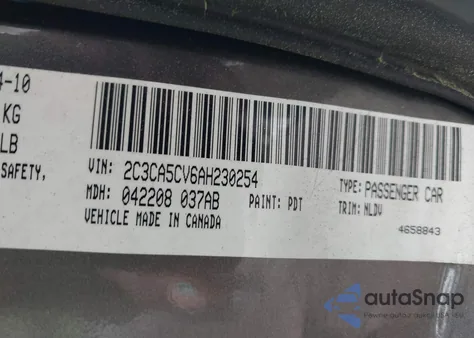 4-10
KG
LB
SAFETY,
VIN: 2C3CA5CV6AH230254
TYPE: PASSENGER CAR
MDH: 042208 037AB
PAINT: PDT
TRIM: NLDV
VEHICLE MADE IN CANADA
4658843
autoSnap